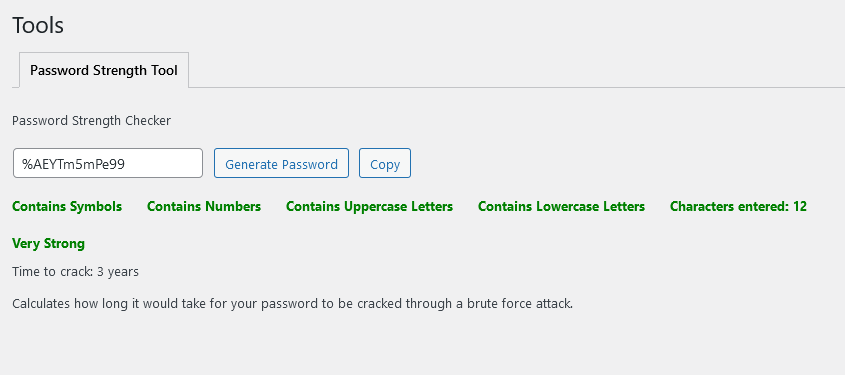 Tools
Password Strength Tool
Password Strength Checker
%AEYTm5mPe99 Generate Password Copy
Contains Symbols Contains Numbers Contains Uppercase Letters Contains Lowercase Letters Characters entered: 12
Very Strong
Time to crack: 3 years
Calculates how long it would take for your password to be cracked through a brute force attack.